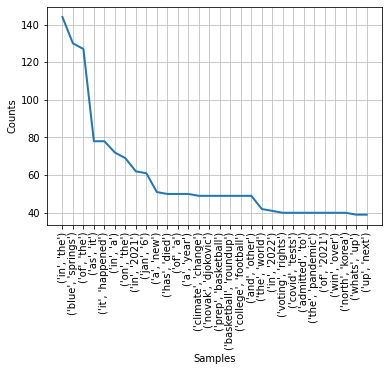 140
120
100
80
60
40
Counts
('in', 'the')
('blue', 'springs')
('of', 'the')
('as', 'it')
('it', 'happened')
('in', 'a')
('on', 'the')
('in', '2021')
('jan', '6')
('a', 'new')
('has', 'died')
('of', 'a')
('a', 'year')
('climate', 'change')
('novak', 'djokovic')
('prep', 'basketball')
('basketball', 'roundup')
('college', 'football')
('and', 'other')
('the', 'world')
('in', '2022')
('voting', 'rights')
('covid', 'tests')
('admitted', 'to')
('the', 'pandemic')
('of', '2021')
('win', 'over')
('north', 'korea')
('whats', 'up')
('up', 'next')
Samples